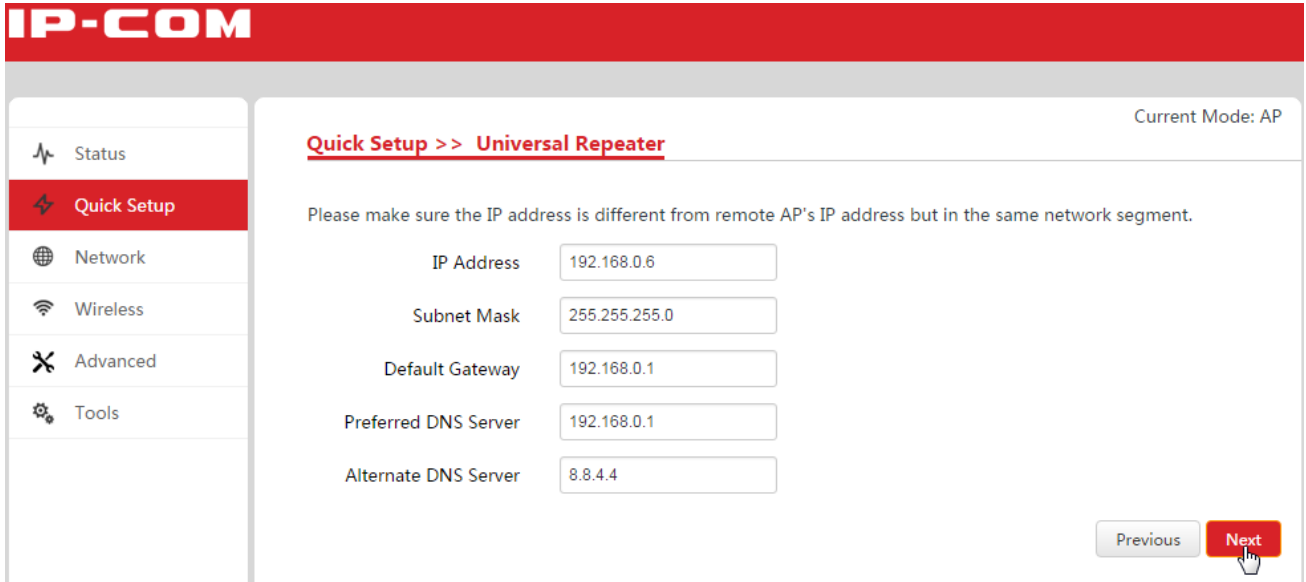 IP-COM
Current Mode: AP
Quick Setup >> Universal Repeater
Status
Quick Setup
Network
Wireless
Advanced
Tools
Please make sure the IP address is different from remote AP's IP address but in the same network segment.
IP Address 192.168.0.6
Subnet Mask 255.255.255.0
Default Gateway 192.168.0.1
Preferred DNS Server 192.168.0.1
Alternate DNS Server 8.8.4.4
Previous Next